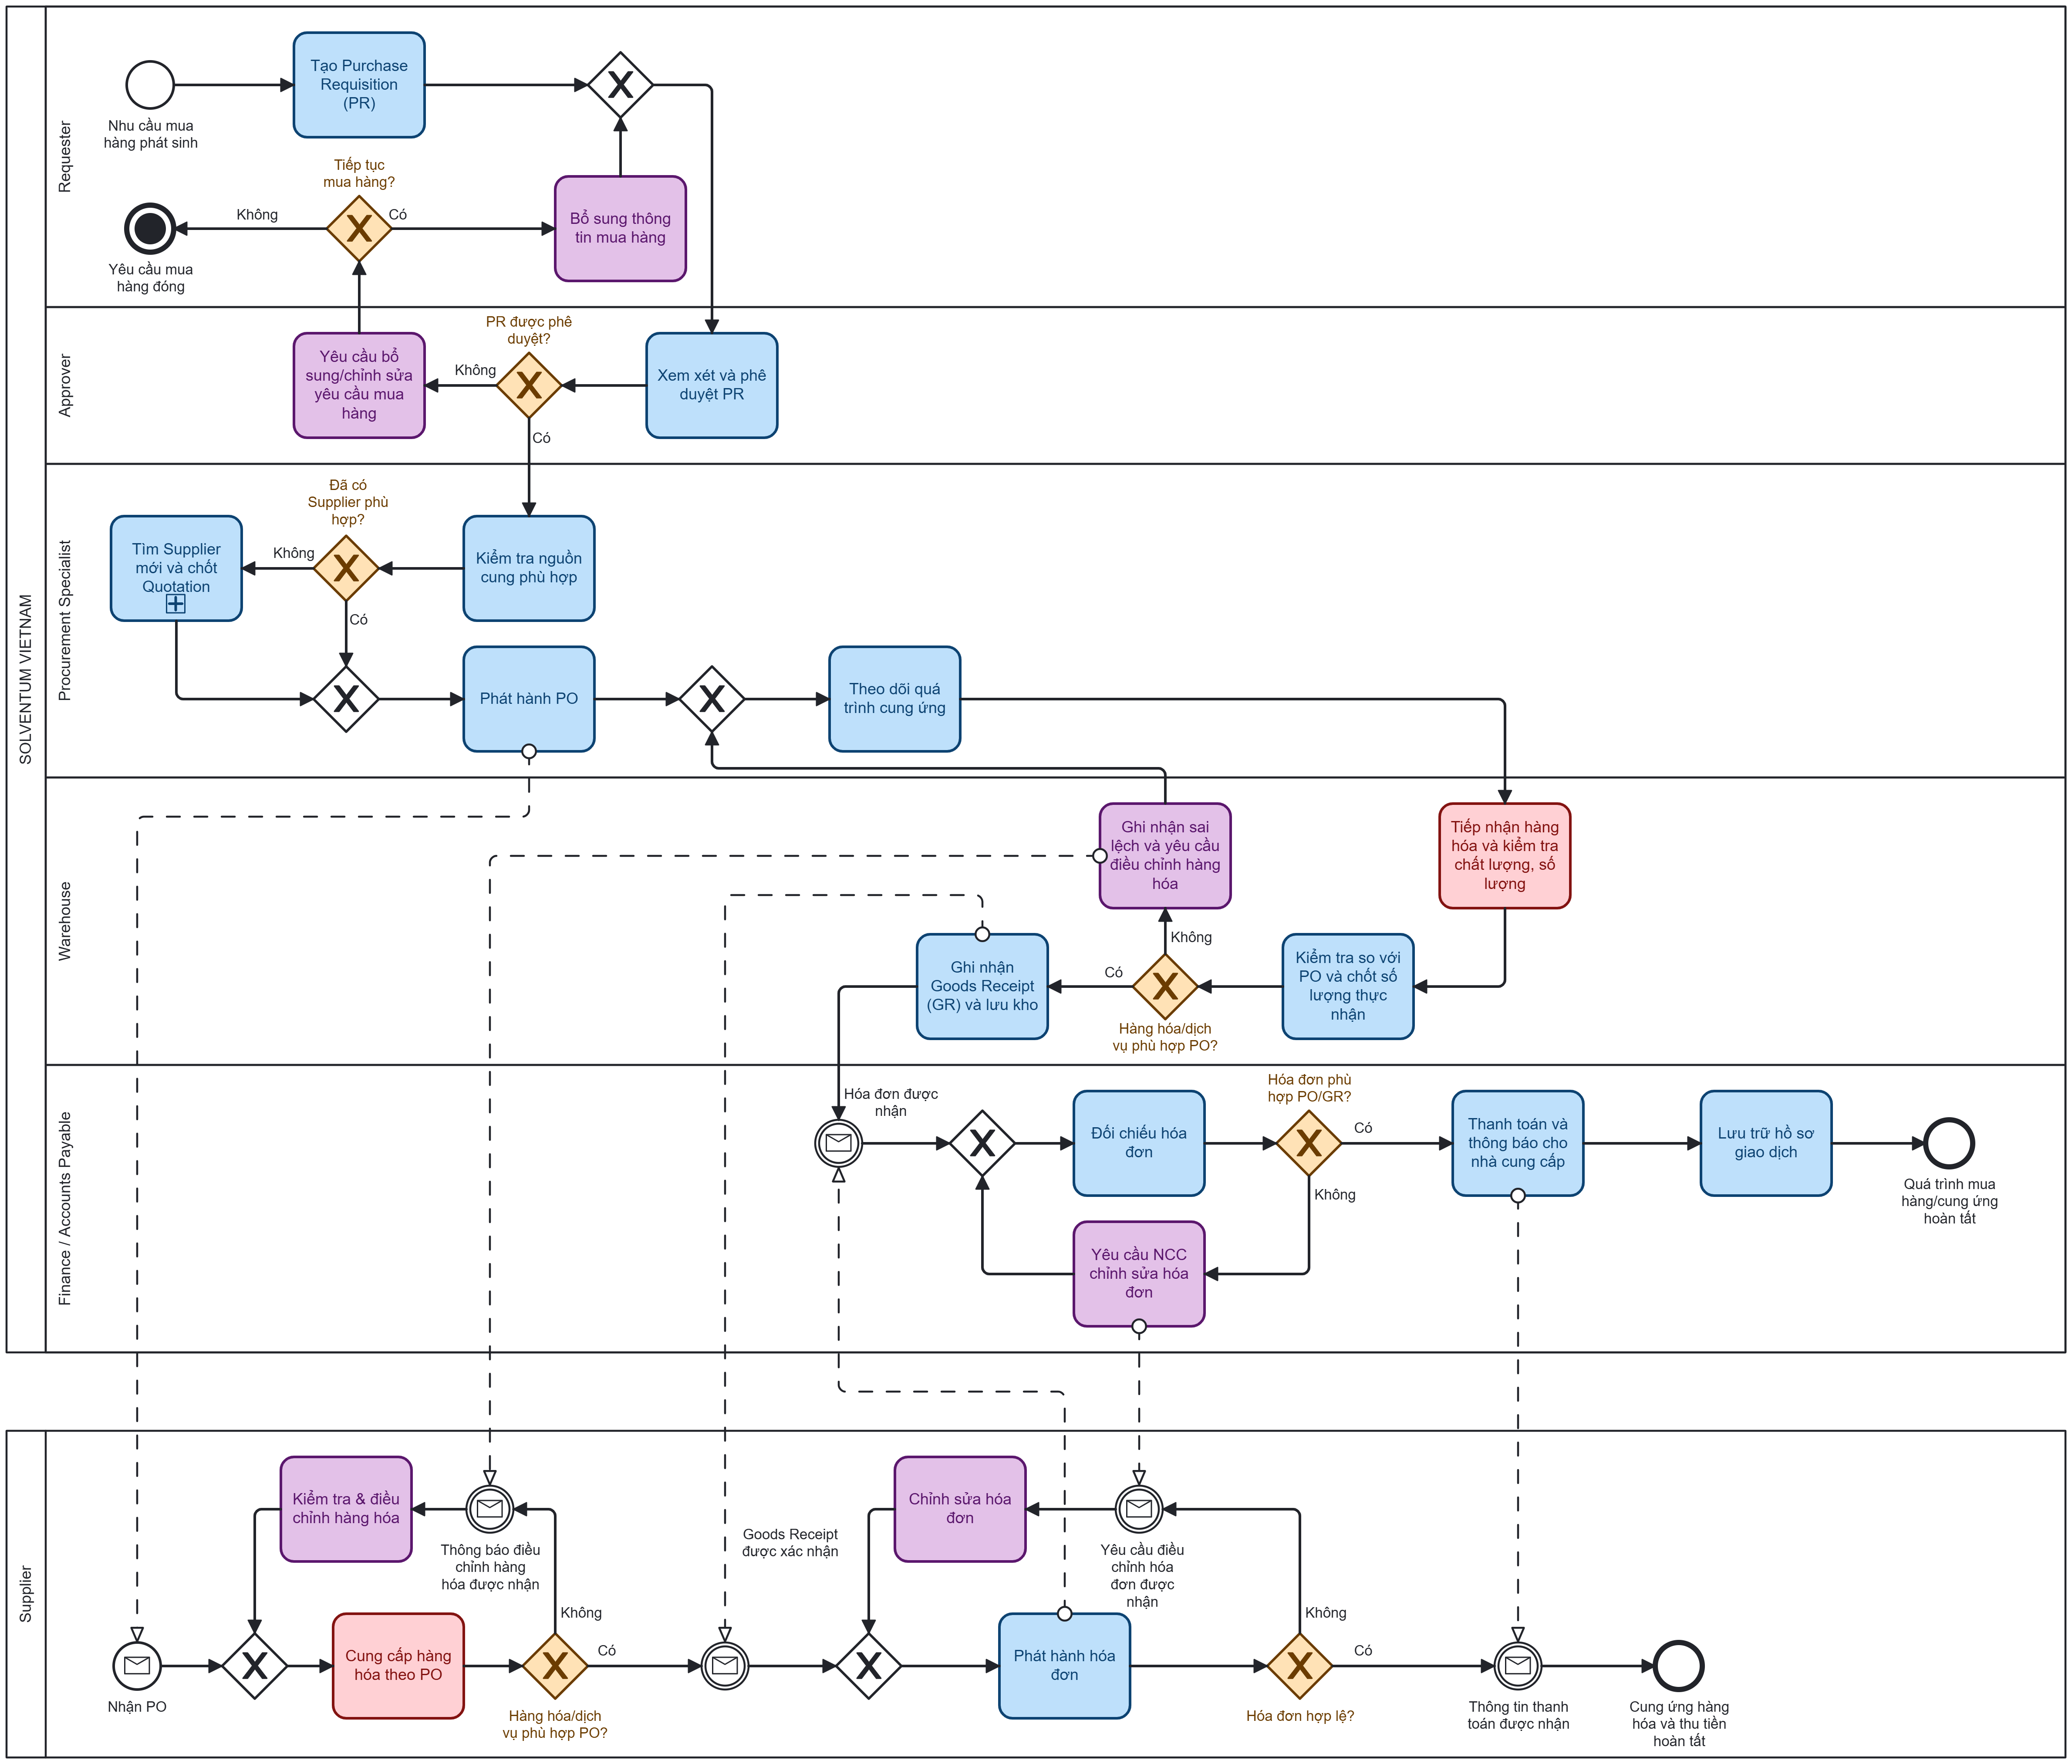 SOLVENTUM VIETNAM
Requester
Nhu cầu mua
hàng phát sinh
Tạo Purchase
Requisition
(PR)
Tiếp tục
mua hàng?
Không
Có
Yêu cầu mua
hàng đóng
Bổ sung thông
tin mua hàng
Approver
Yêu cầu bổ
sung/chỉnh sửa
yêu cầu mua
hàng
Không
PR được phê
duyệt?
Có
Xem xét và phê
duyệt PR
Procurement Specialist
Tìm Supplier
mới và chốt
Quotation
Không
Đã có
Supplier phù
hợp?
Có
Kiểm tra nguồn
cung phù hợp
Phát hành PO
Theo dõi quá
trình cung ứng
Warehouse
Ghi nhận sai
lệch và yêu cầu
điều chỉnh hàng
hóa
Tiếp nhận hàng
hóa và kiểm tra
chất lượng, số
lượng
Không
Ghi nhận
Goods Receipt
(GR) và lưu kho
Có
Hàng hóa/dịch
vụ phù hợp PO?
Kiểm tra so với
PO và chốt số
lượng thực
nhận
Finance / Accounts Payable
Hóa đơn được
nhận
Đối chiếu hóa
đơn
Hóa đơn phù
hợp PO/GR?
Có
Không
Thanh toán và
thông báo cho
nhà cung cấp
Lưu trữ hồ sơ
giao dịch
Quá trình mua
hàng/cung ứng
hoàn tất
Yêu cầu NCC
chỉnh sửa hóa
đơn
Supplier
Kiểm tra & điều
chỉnh hàng hóa
Thông báo điều
chỉnh hàng
hóa được nhận
Goods Receipt
được xác nhận
Chỉnh sửa hóa
đơn
Yêu cầu điều
chỉnh hóa
đơn được
nhận
Không
Không
Nhận PO
Cung cấp hàng
hóa theo PO
Có
Hàng hóa/dịch
vụ phù hợp PO?
Phát hành hóa
đơn
Có
Hóa đơn hợp lệ?
Thông tin thanh
toán được nhận
Cung ứng hàng
hóa và thu tiền
hoàn tất